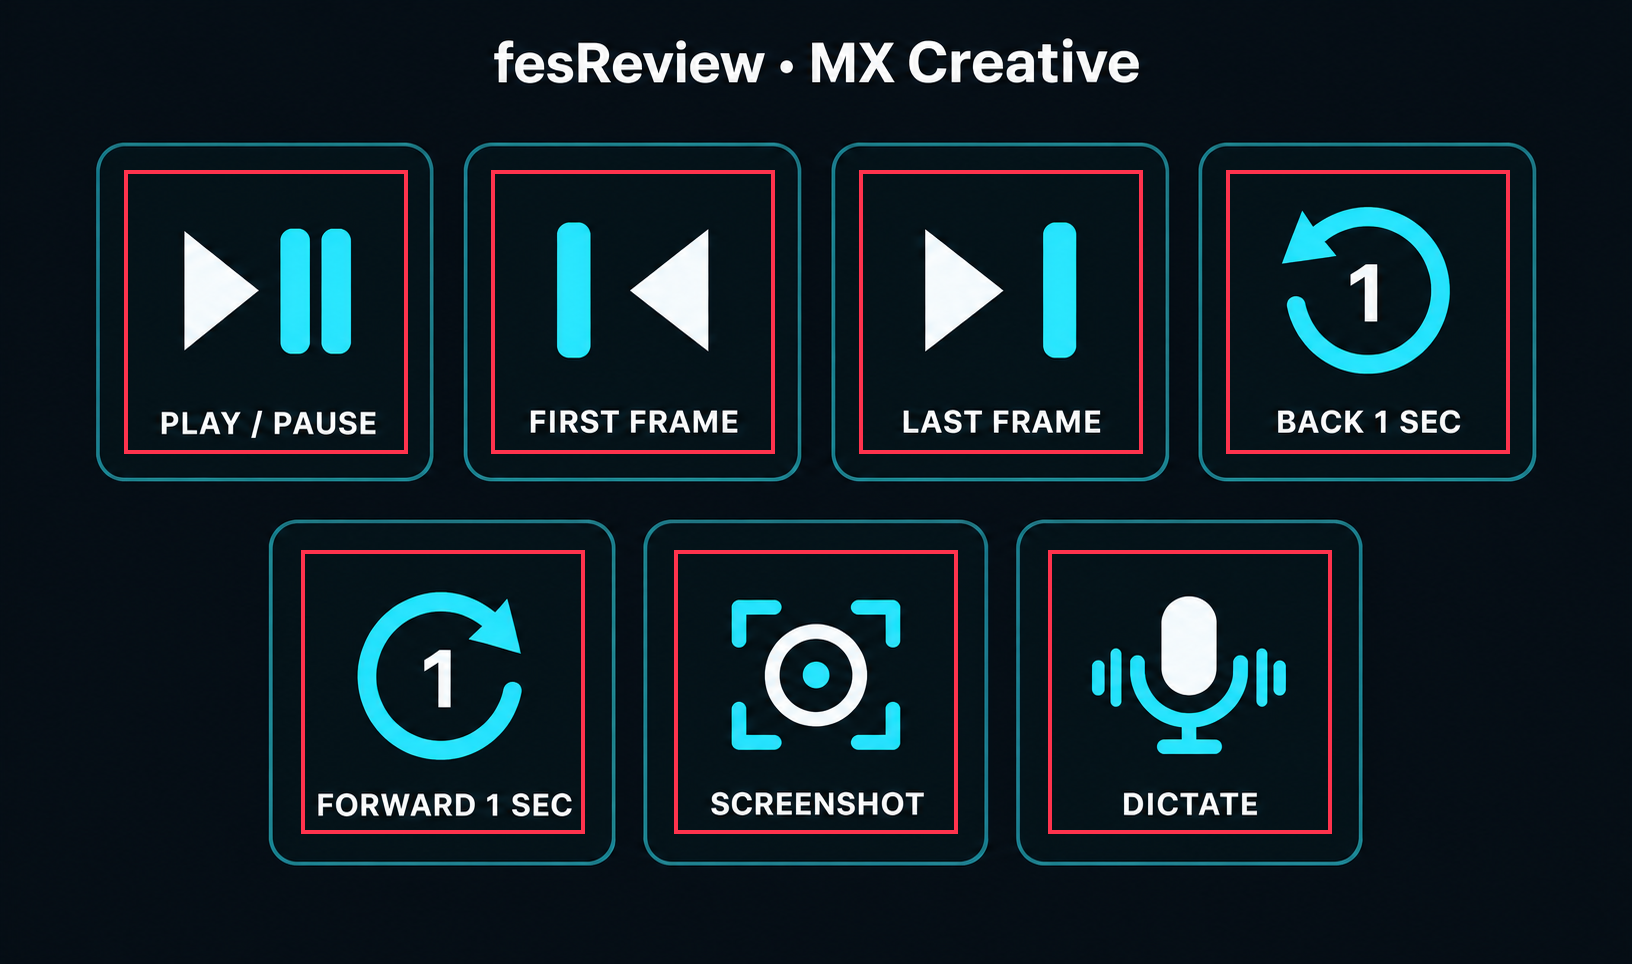 fesReview • MX Creative
PLAY / PAUSE
FIRST FRAME
LAST FRAME
1
BACK 1 SEC
1
FORWARD 1 SEC
SCREENSHOT
DICTATE